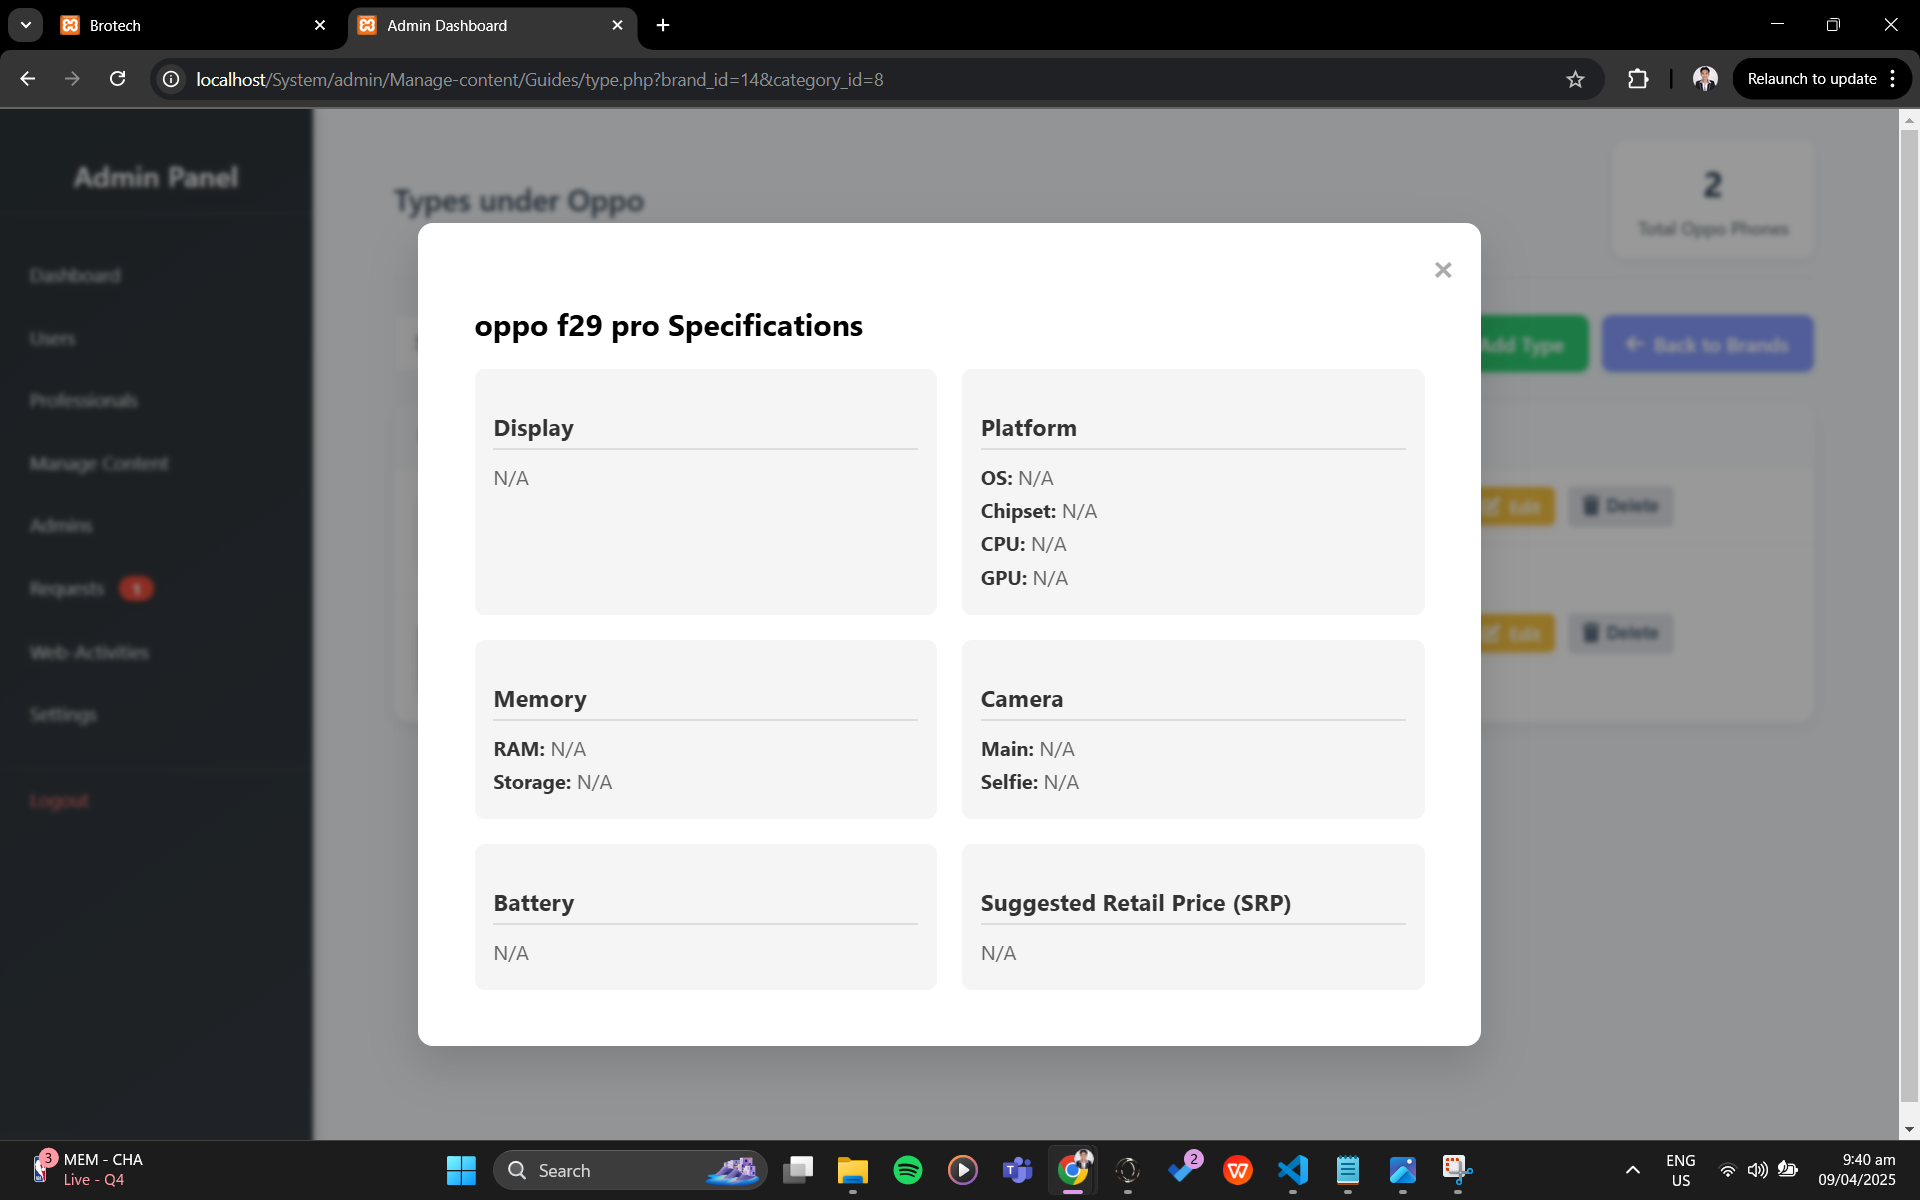 Brotech
Admin Dashboard
localhost/System/admin/Manage-content/Guides/type.php?brand_id=14&category_id=8
Relaunch to update
Admin Panel
Dashboard
Users
Professionals
Manage Content
Admins
Requests 1
Web-Activities
Settings
Logout
Types under Oppo
2
Total Oppo Phones
Add Type
Back to Brands
Edit Delete
Edit Delete
oppo f29 pro Specifications
Display
N/A
Platform
OS: N/A
Chipset: N/A
CPU: N/A
GPU: N/A
Memory
RAM: N/A
Storage: N/A
Camera
Main: N/A
Selfie: N/A
Battery
N/A
Suggested Retail Price (SRP)
N/A
3
MEM - CHA
Live - Q4
Search
2
ENG
US
9:40 am
09/04/2025